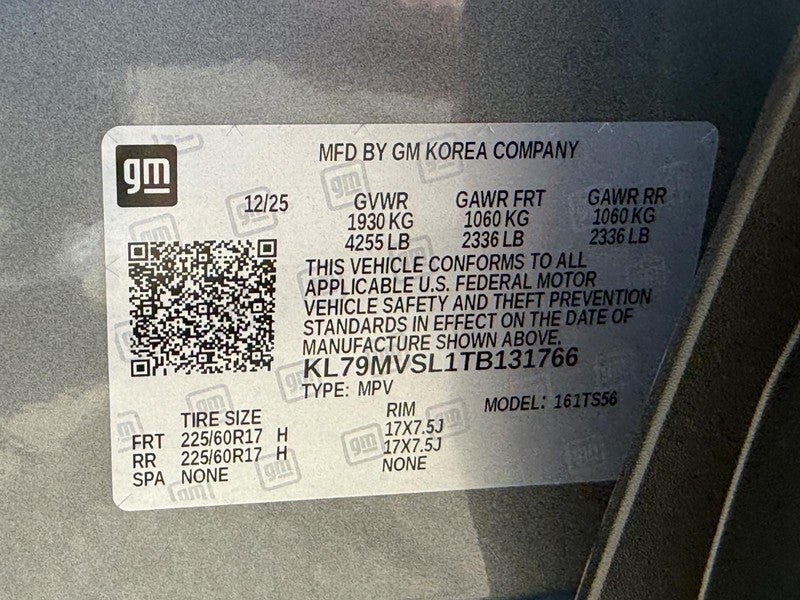 gm
MFD BY GM KOREA COMPANY
12/25 GVWR GAWR FRT GAWR RR
1930 KG 1060 KG 1060 KG
4255 LB 2336 LB 2336 LB
THIS VEHICLE CONFORMS TO ALL
APPLICABLE U.S. FEDERAL MOTOR
VEHICLE SAFETY AND THEFT PREVENTION
STANDARDS IN EFFECT ON THE DATE OF
MANUFACTURE SHOWN ABOVE.
KL79MVSL1TB131766
TYPE: MPV MODEL: 161TS56
TIRE SIZE RIM
FRT 225/60R17 H 17X7.5J
RR 225/60R17 H 17X7.5J
SPA NONE NONE